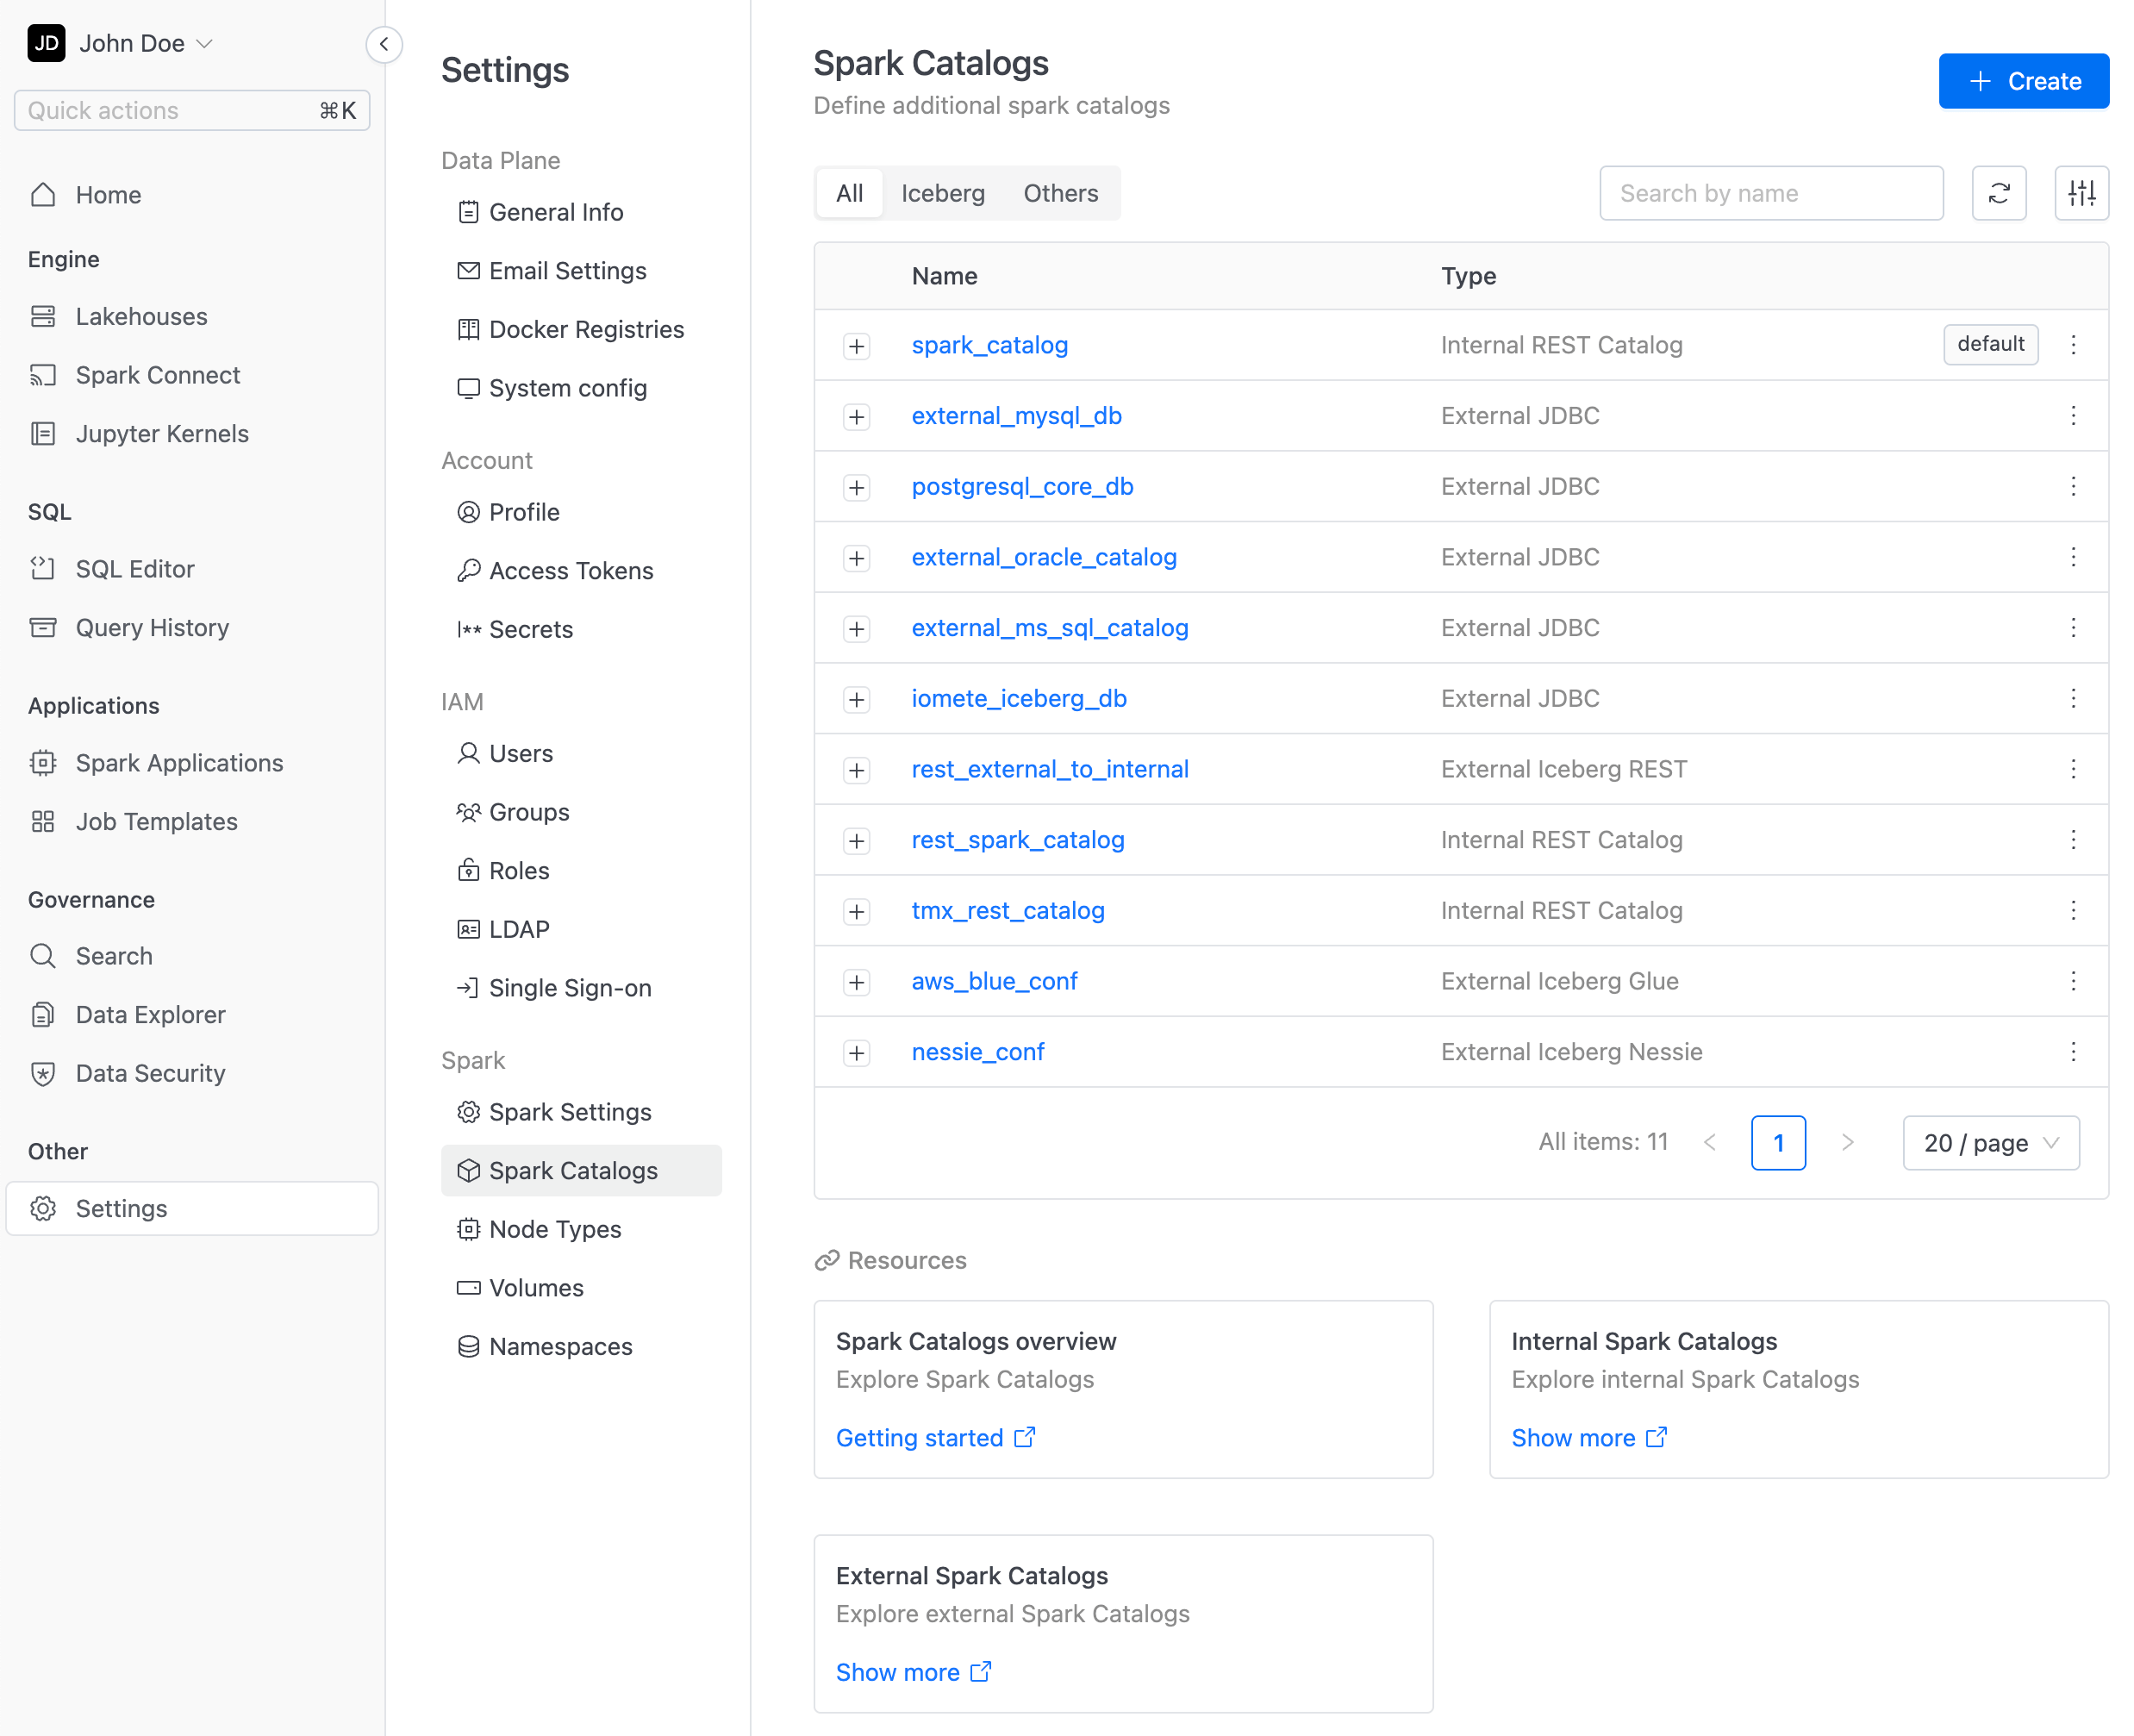 JD John Doe
Quick actions ⌘K
Home
Engine
Lakehouses
Spark Connect
Jupyter Kernels
SQL
SQL Editor
Query History
Applications
Spark Applications
Job Templates
Governance
Search
Data Explorer
Data Security
Other
Settings
Settings
Data Plane
General Info
Email Settings
Docker Registries
System config
Account
Profile
Access Tokens
Secrets
IAM
Users
Groups
Roles
LDAP
Single Sign-on
Spark
Spark Settings
Spark Catalogs
Node Types
Volumes
Namespaces
Spark Catalogs
Define additional spark catalogs
Create
All Iceberg Others
Search by name
Name Type
spark_catalog Internal REST Catalog default
external_mysql_db External JDBC
postgresql_core_db External JDBC
external_oracle_catalog External JDBC
external_ms_sql_catalog External JDBC
iomete_iceberg_db External JDBC
rest_external_to_internal External Iceberg REST
rest_spark_catalog Internal REST Catalog
tmx_rest_catalog Internal REST Catalog
aws_blue_conf External Iceberg Glue
nessie_conf External Iceberg Nessie
All items: 11 < 1 > 20 / page
Resources
Spark Catalogs overview
Explore Spark Catalogs
Getting started
Internal Spark Catalogs
Explore internal Spark Catalogs
Show more
External Spark Catalogs
Explore external Spark Catalogs
Show more